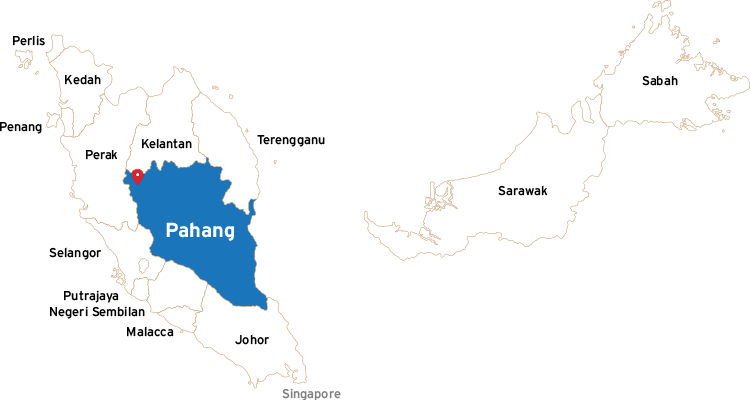 Perlis
Kedah
Sabah
Penang
Terengganu
Kelantan
Perak
Sarawak
Pahang
Selangor
Putrajaya
Negeri Sembilan
Malacca
Johor
Singapore